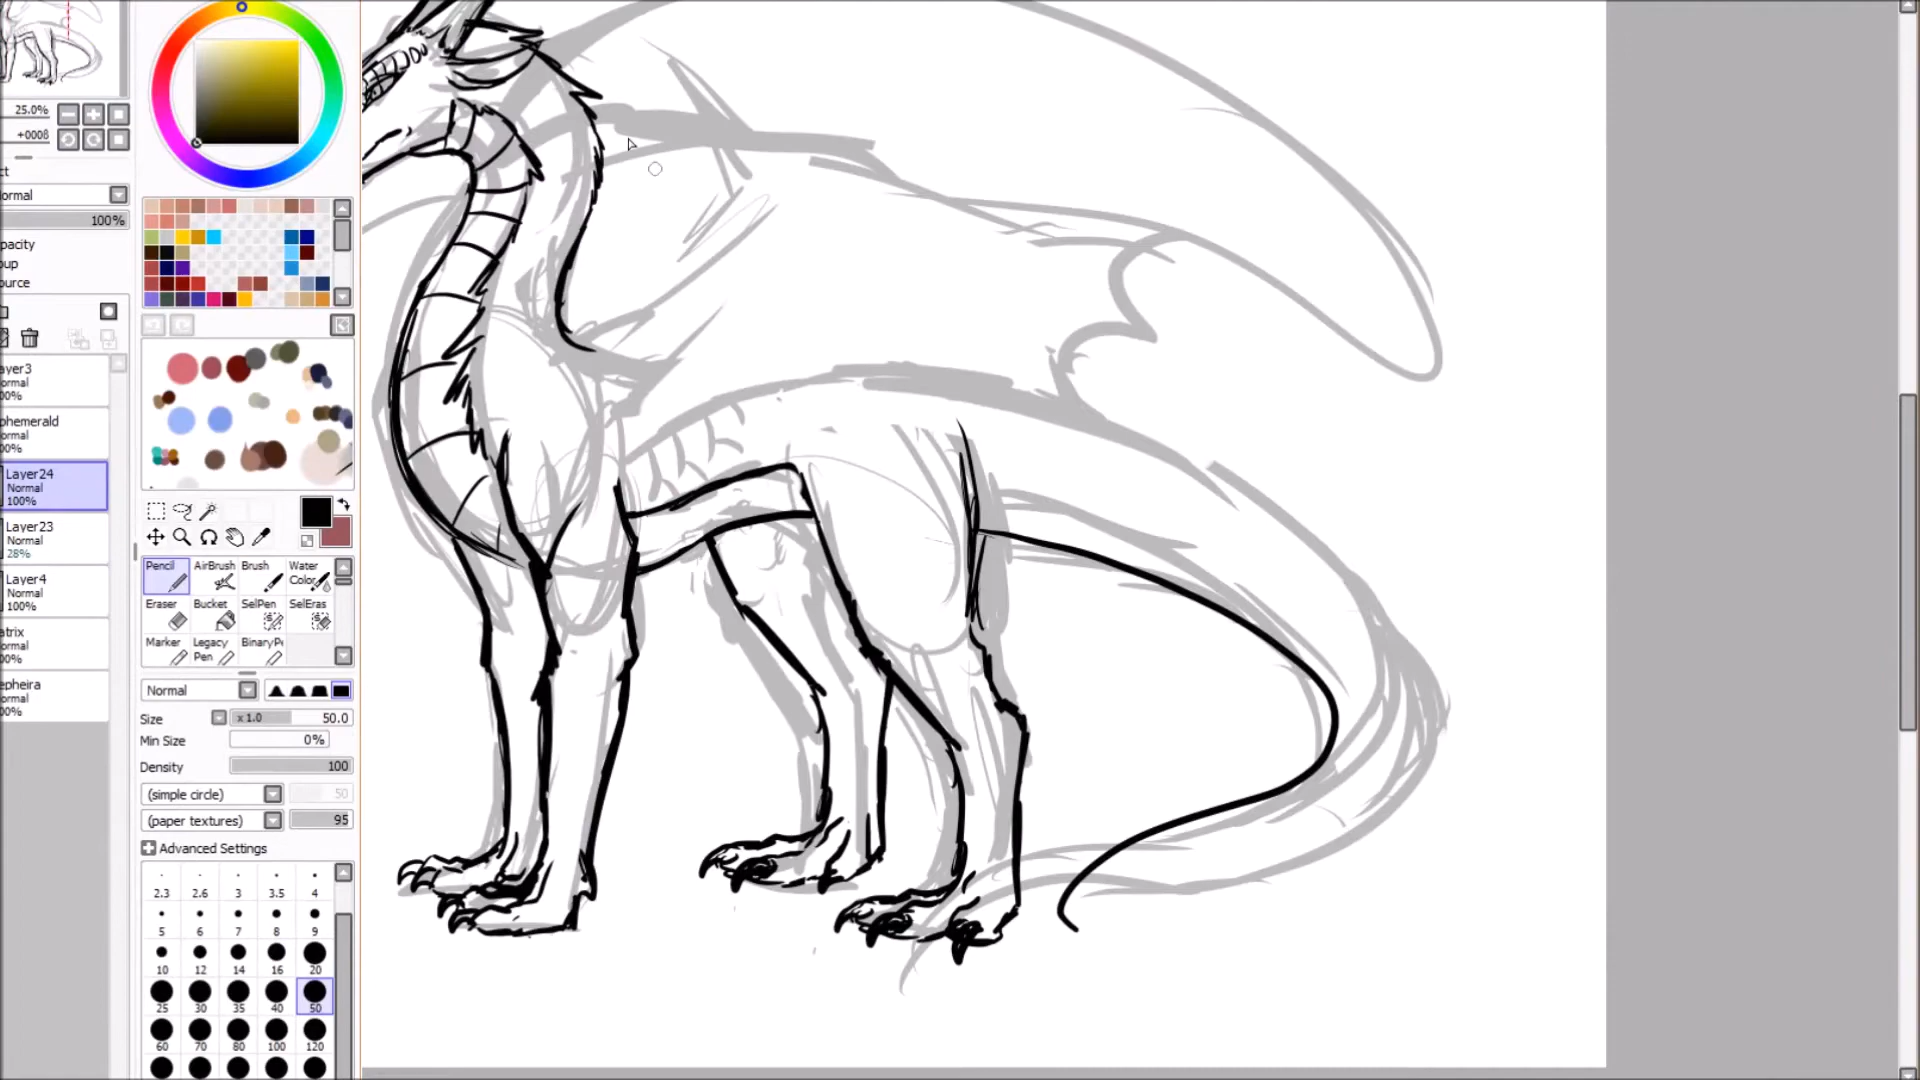 25.0%
+0008
ct
ormal
100%
pacity
oup
ource
ayer3
ormal
00%
phemerald
ormal
00%
Layer24
Normal
100%
Layer23
Normal
28%
Layer4
Normal
100%
atrix
ormal
00%
epheira
ormal
00%
Pencil AirBrush Brush Water Color
Eraser Bucket SelPen SelEras
Marker Legacy Pen BinaryP
Normal
Size x 1.0 50.0
Min Size 0%
Density 100
(simple circle) 50
(paper textures) 95
Advanced Settings
2.3 2.6 3 3.5 4
5 6 7 8 9
10 12 14 16 20
25 30 35 40 50
60 70 80 100 120